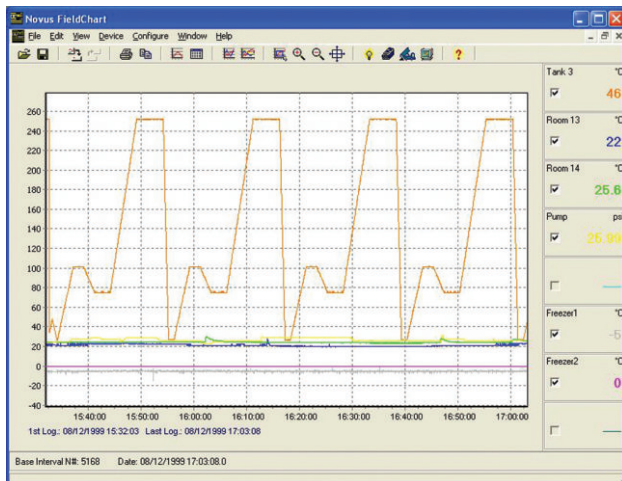 Novus FieldChart
File Edit View Device Configure Window Help
Tank 3 °C
46
Room 13 °C
22
Room 14 °C
25.6
Pump ps
25.99
Freezer1 °C
-5
Freezer2 °C
0
260
240
220
200
180
160
140
120
100
80
60
40
20
0
-20
-40
15:40:00 15:50:00 16:00:00 16:10:00 16:20:00 16:30:00 16:40:00 16:50:00 17:00:00
1st Log.: 08/12/1999 15:32:03 Last Log.: 08/12/1999 17:03:08
Base Interval N#: 5168 Date: 08/12/1999 17:03:08.0